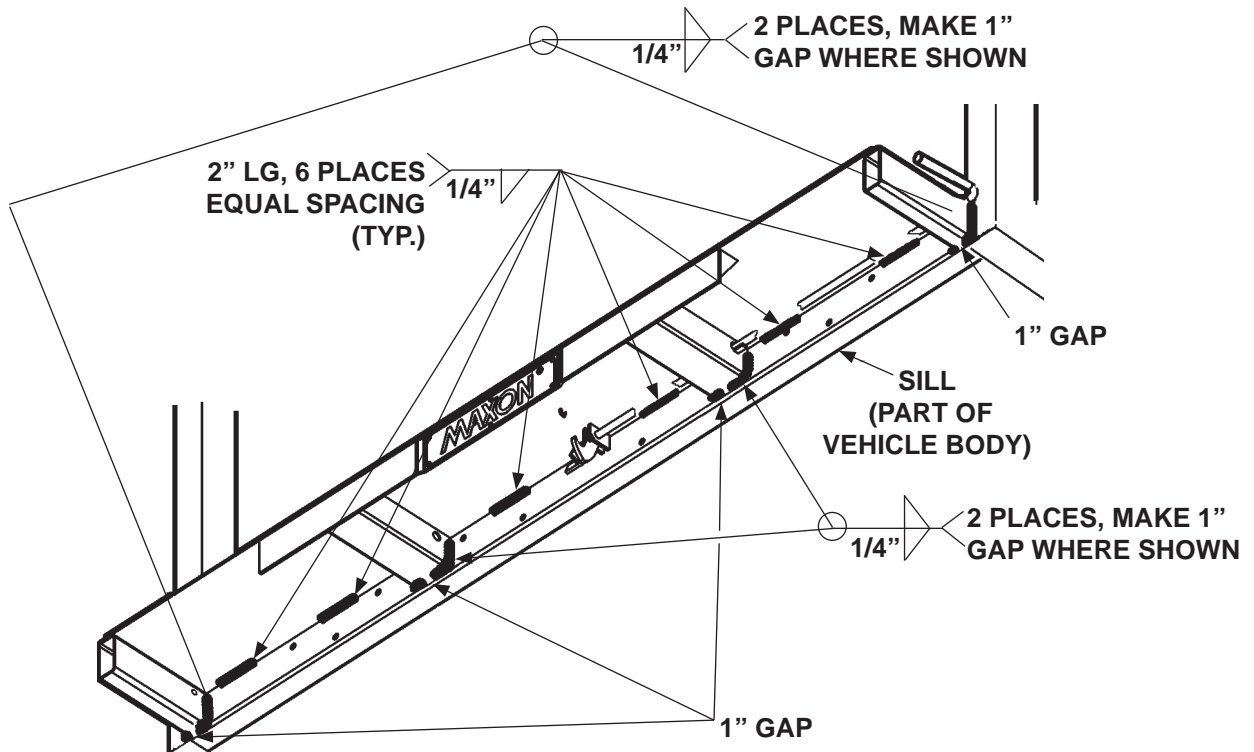 2 PLACES, MAKE 1”
GAP WHERE SHOWN
1/4”
2” LG, 6 PLACES
EQUAL SPACING
(TYP.)
1/4”
1” GAP
SILL
(PART OF
VEHICLE BODY)
MAXON
2 PLACES, MAKE 1”
GAP WHERE SHOWN
1/4”
1” GAP